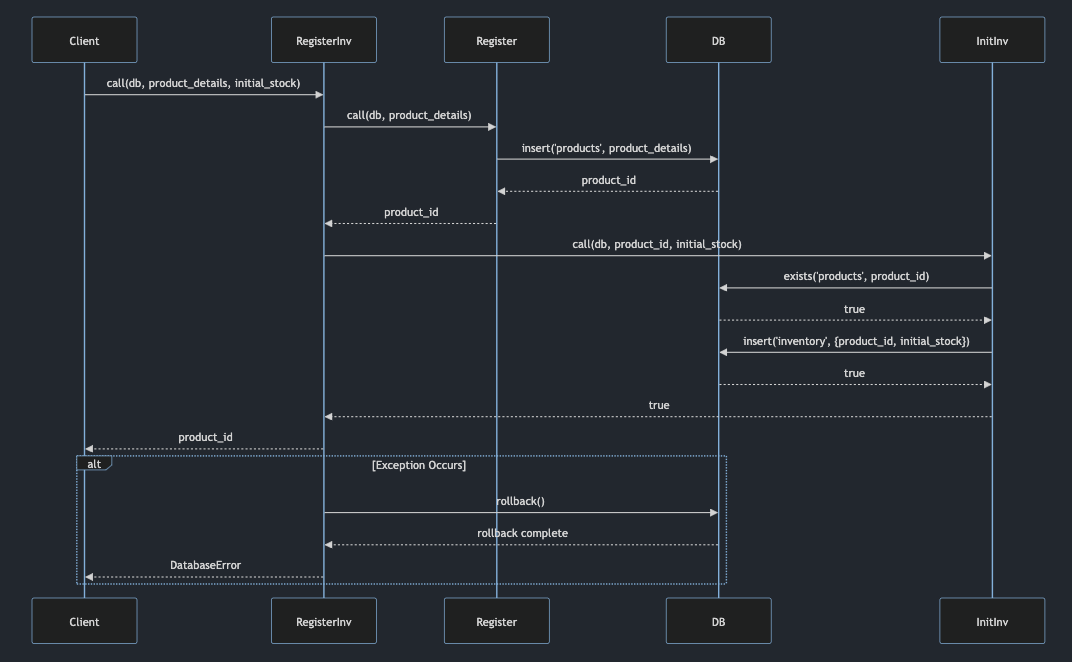 Client
RegisterInv
Register
DB
InitInv
call(db, product_details, initial_stock)
call(db, product_details)
insert('products', product_details)
product_id
product_id
call(db, product_id, initial_stock)
exists('products', product_id)
true
insert('inventory', {product_id, initial_stock})
true
true
product_id
alt
[Exception Occurs]
rollback()
rollback complete
DatabaseError
Client
RegisterInv
Register
DB
InitInv